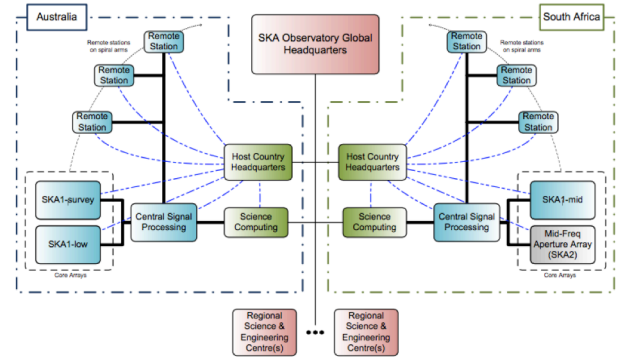 Australia
South Africa
SKA Observatory Global
Headquarters
Remote stations
on spiral arms
Remote
Station
Remote
Station
Remote
Station
Remote
Station
Remote
Station
Remote
Station
Remote stations
on spiral arms
Host Country
Headquarters
Host Country
Headquarters
SKA1-survey
SKA1-low
Core Arrays
Central Signal
Processing
Science
Computing
Science
Computing
Central Signal
Processing
SKA1-mid
Mid-Freq
Aperture Array
(SKA2)
Core Arrays
Regional
Science &
Engineering
Centre(s)
Regional
Science &
Engineering
Centre(s)